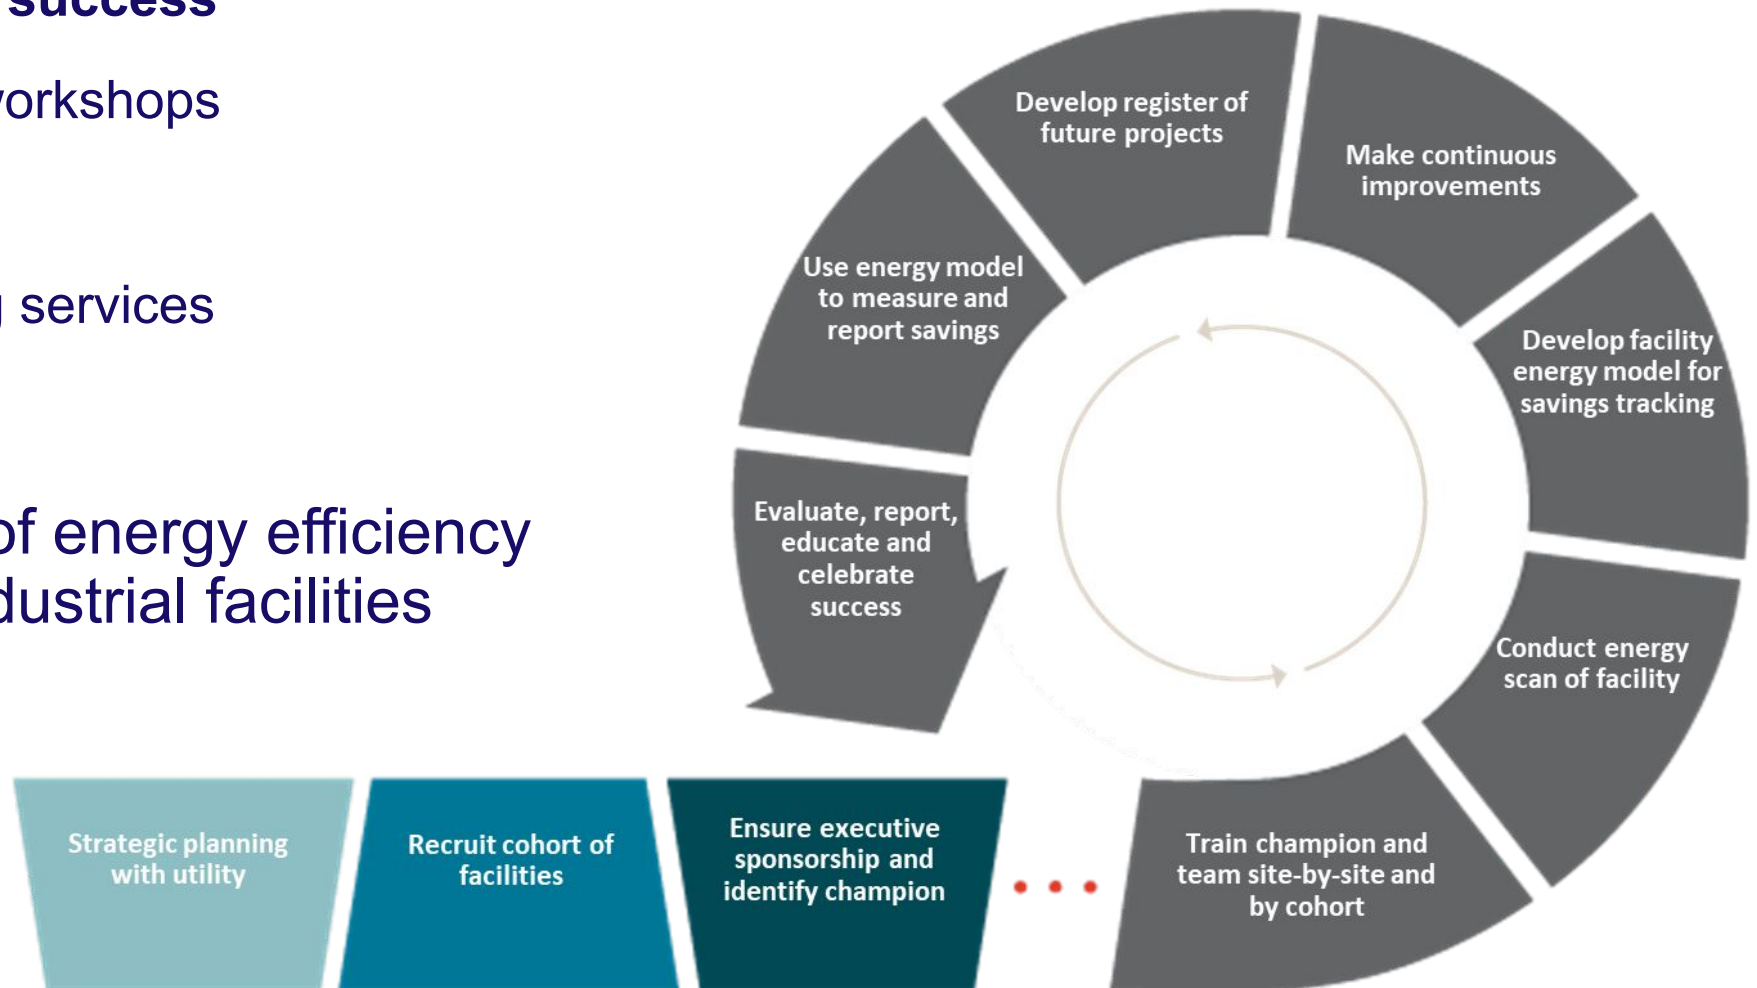 success
workshops
services
of energy efficiency
industrial facilities
Develop register of
future projects
Make continuous
improvements
Use energy model
to measure and
report savings
Develop facility
energy model for
savings tracking
Evaluate, report,
educate and
celebrate
success
Conduct energy
scan of facility
Strategic planning
with utility
Recruit cohort of
facilities
Ensure executive
sponsorship and
identify champion
Train champion and
team site-by-site and
by cohort